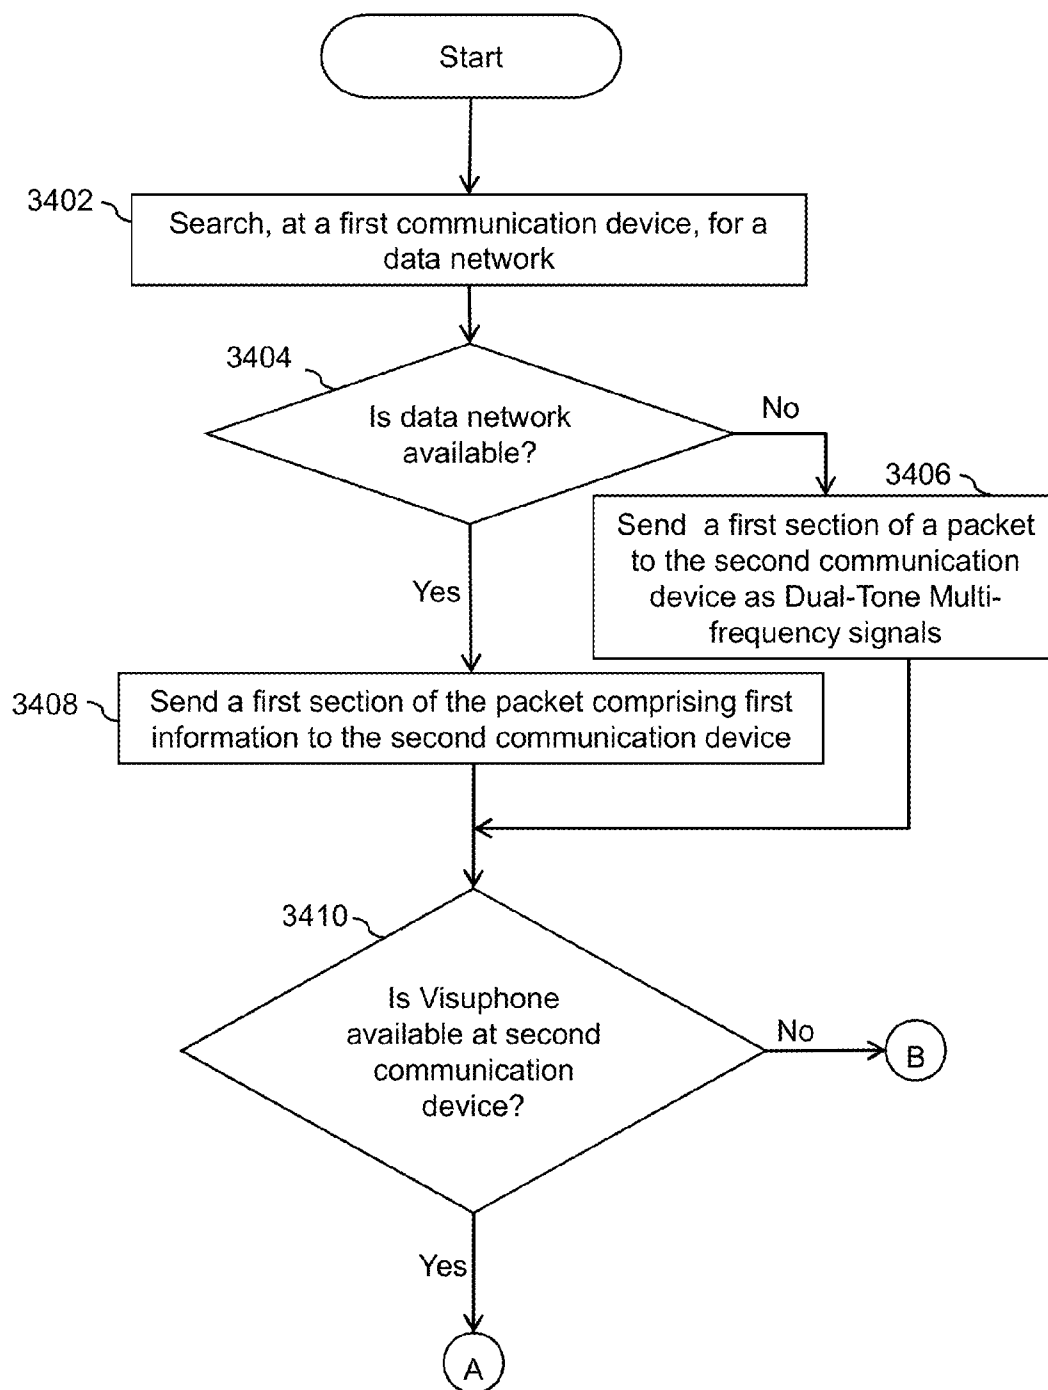 Start
3402
Search, at a first communication device, for a
data network
3404
Is data network
available?
No
3406
Send a first section of a packet
to the second communication
device as Dual-Tone Multi-
frequency signals
Yes
3408
Send a first section of the packet comprising first
information to the second communication device
3410
Is Visuphone
available at second
communication
device?
No
B
Yes
A